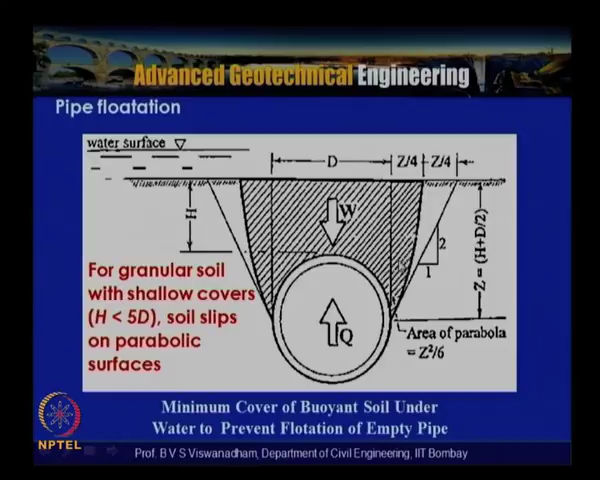 Advanced Geotechnical Engineering
Pipe floatation
water surface
D
Z/4
Z/4
H
W
2
1
Z = (H+D/2)
For granular soil
with shallow covers
(H < 5D), soil slips
on parabolic
surfaces
Q
Area of parabola
= Z²/6
Minimum Cover of Buoyant Soil Under
Water to Prevent Flotation of Empty Pipe
NPTEL
Prof. B V S Viswanadham, Department of Civil Engineering, IIT Bombay